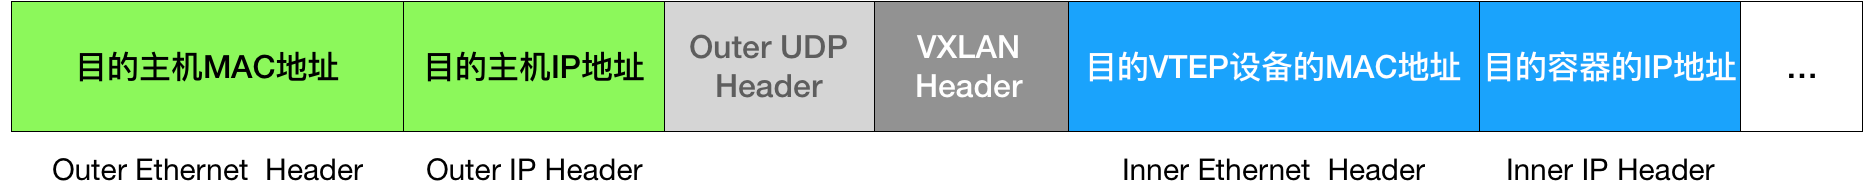 目的主机MAC地址
目的主机IP地址
Outer UDP
Header
VXLAN
Header
目的VTEP设备的MAC地址
目的容器的IP地址
...
Outer Ethernet  Header
Outer IP Header
Inner Ethernet  Header
Inner IP Header